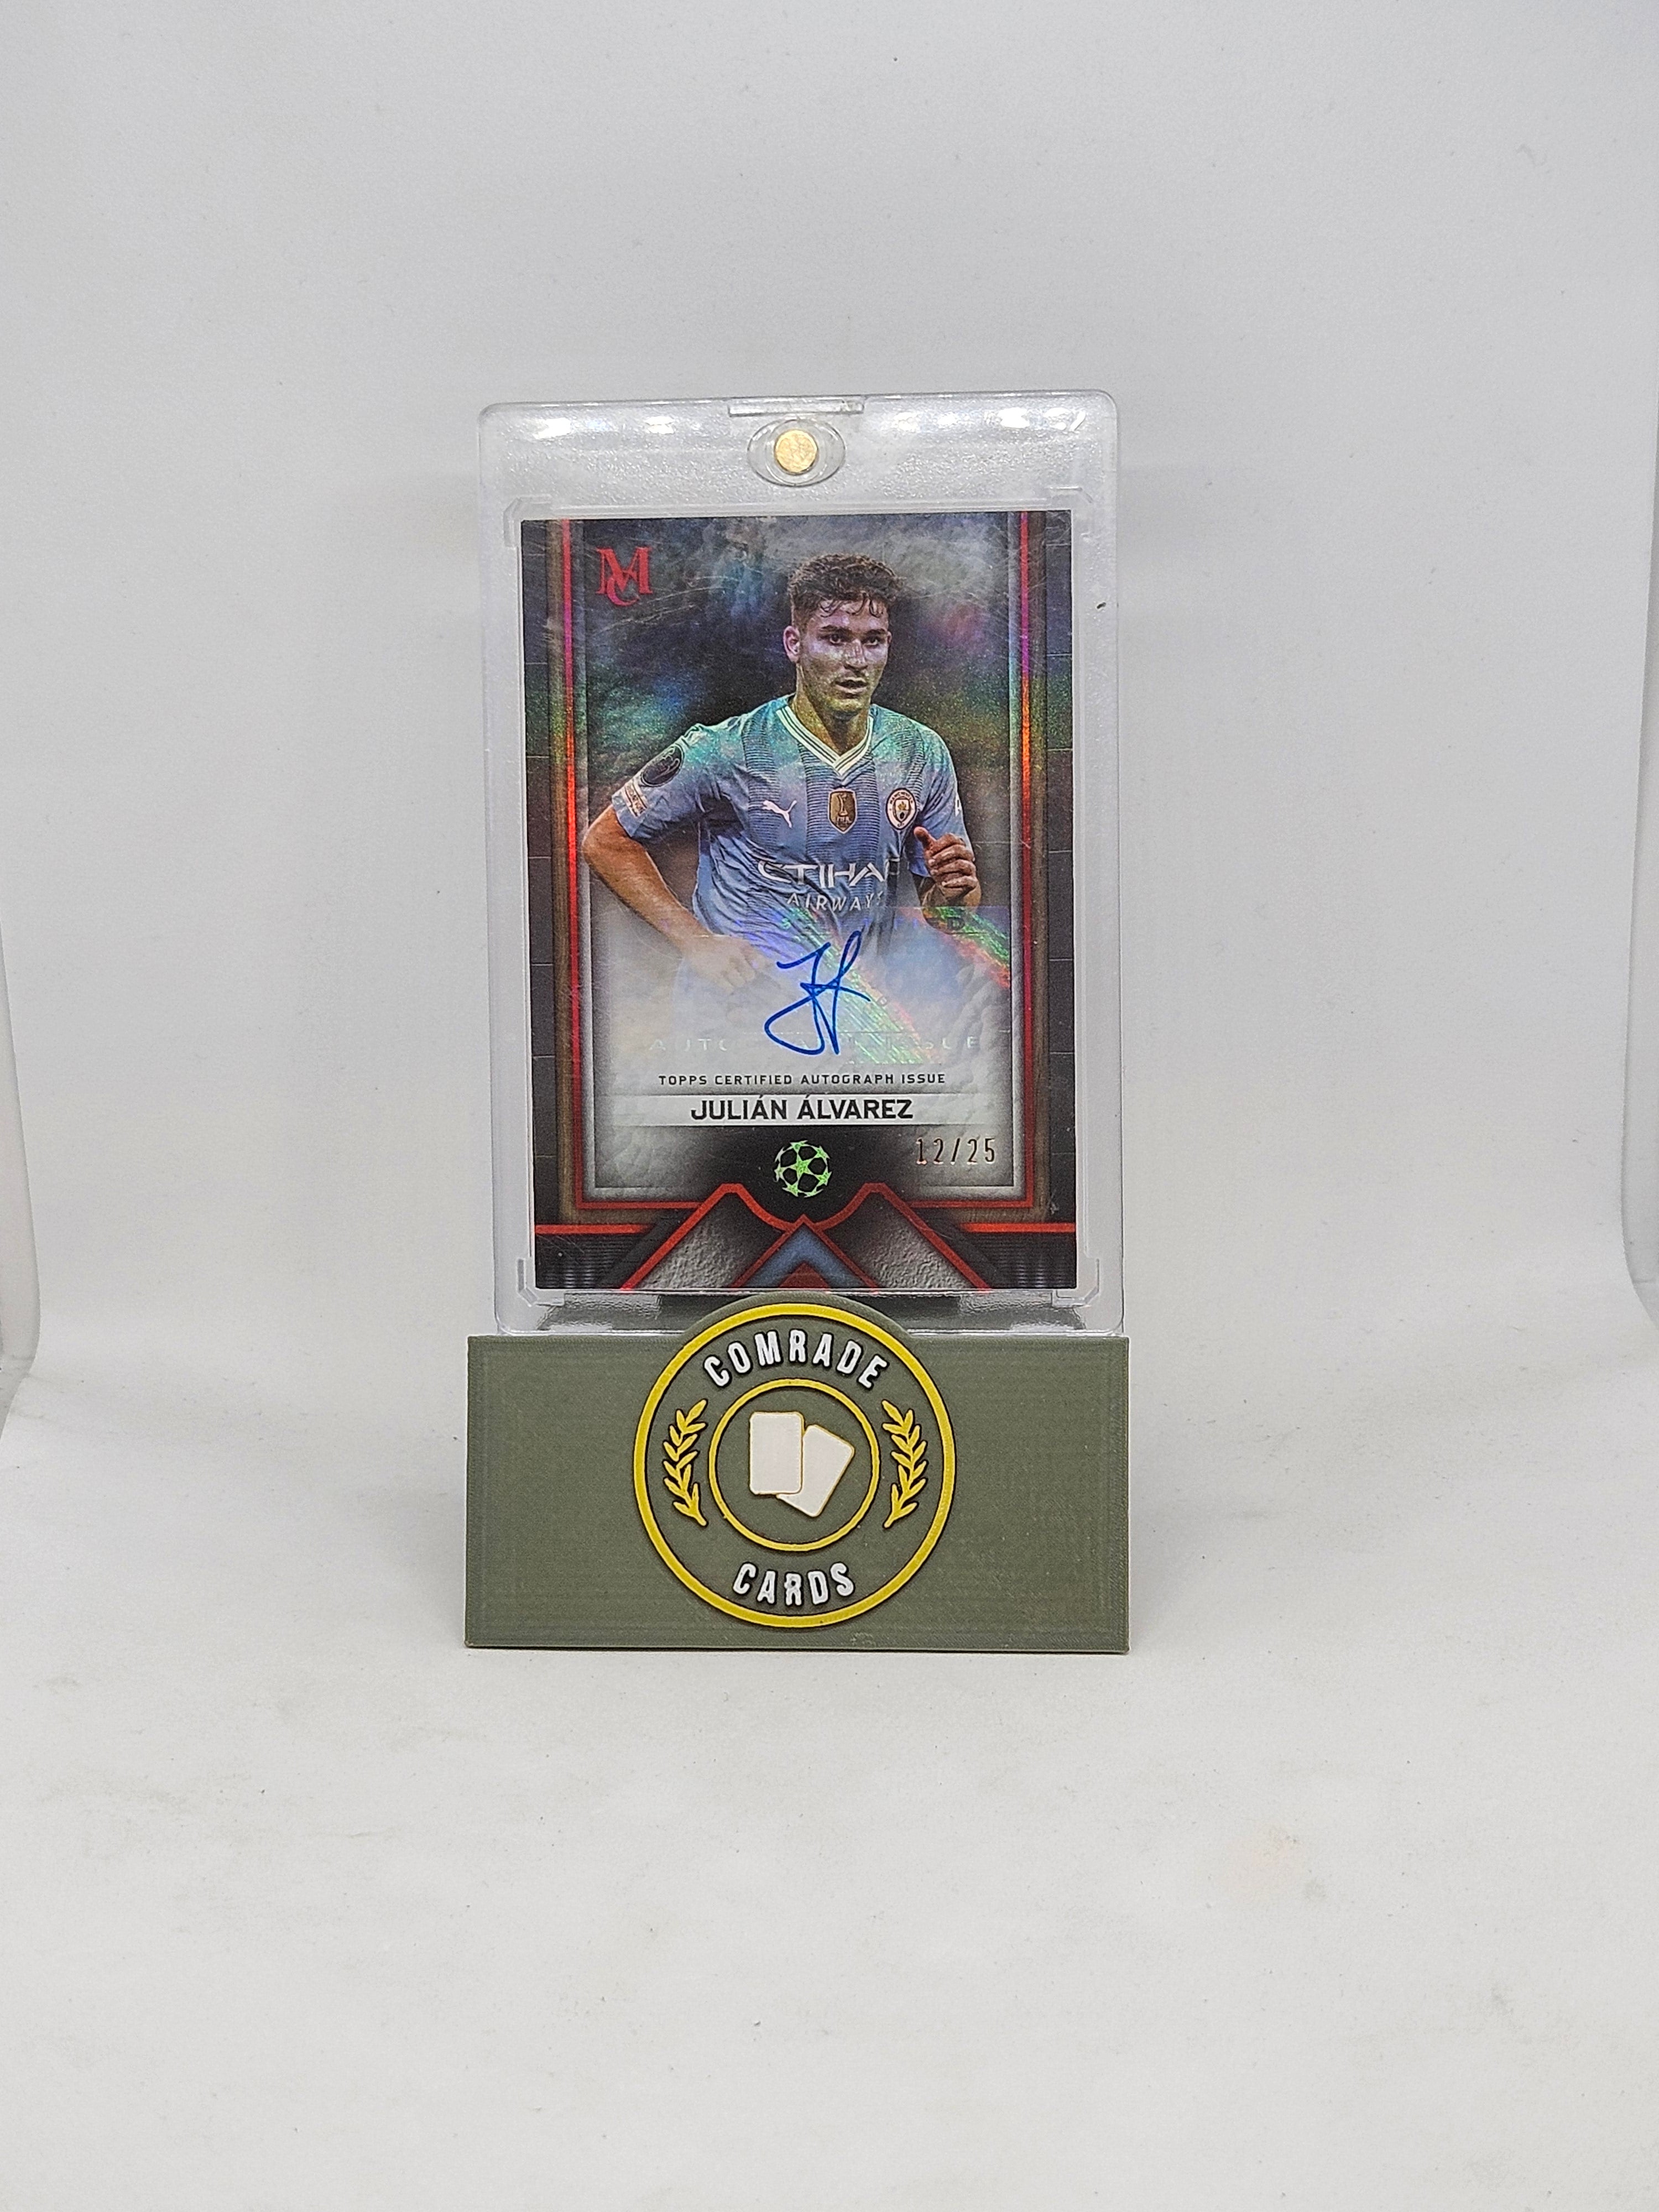 MC
ETIHAD
AIRWAYS
TOPPS CERTIFIED AUTOGRAPH ISSUE
JULIÁN ÁLVAREZ
12/25
COMRADE
CARDS